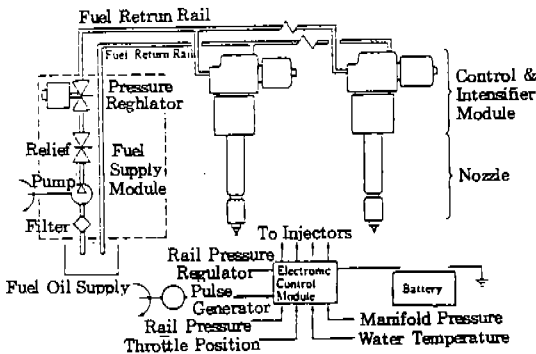 Fuel Retrun Rail
Fuel Return Rail
Pressure
Reghlator
Control &
Intensifier
Module
Relief
Fuel
Supply
Module
Pump
Nozzle
Filter
To Injectors
Rail Pressure
Regulator
Electronic
Control
Module
Battery
Fuel Oil Supply
Pulse
Generator
Rail Pressure
Manifold Pressure
Throttle Position
Water Temperature